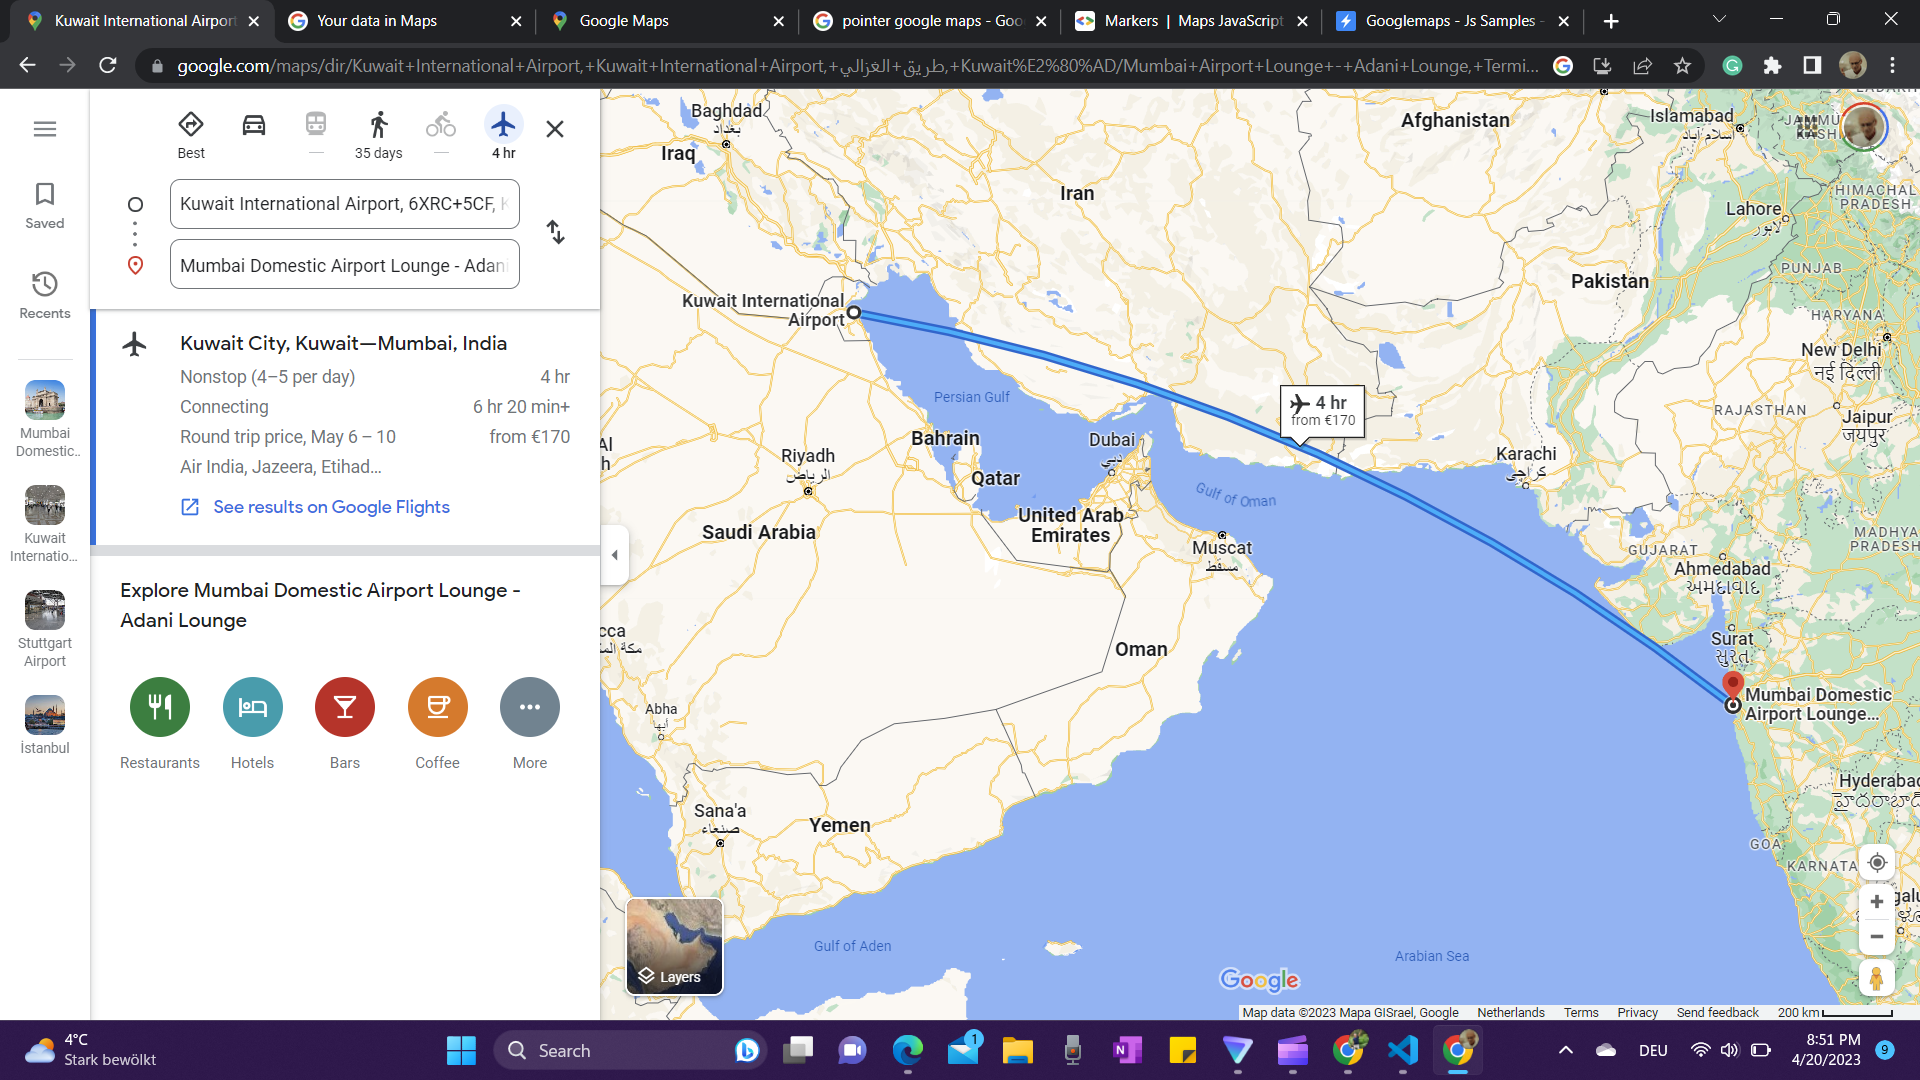 Kuwait International Airport
Your data in Maps
Google Maps
pointer google maps - Goo
Markers | Maps JavaScript
Googlemaps - Js Samples -
google.com/maps/dir/Kuwait+International+Airport,+Kuwait+International+Airport,+طريق+الغزالي,+Kuwait%E2%80%AD/Mumbai+Airport+Lounge+-+Adani+Lounge,+Termi...
Best
35 days
4 hr
Kuwait International Airport, 6XRC+5CF, K
Mumbai Domestic Airport Lounge - Adani
Saved
Recents
Mumbai
Domestic..
Kuwait
Internatio...
Stuttgart
Airport
İstanbul
Kuwait City, Kuwait—Mumbai, India
Nonstop (4–5 per day) 4 hr
Connecting 6 hr 20 min+
Round trip price, May 6 – 10 from €170
Air India, Jazeera, Etihad...
See results on Google Flights
Explore Mumbai Domestic Airport Lounge -
Adani Lounge
Restaurants
Hotels
Bars
Coffee
More
Baghdad
بغداد
Iraq
Iran
Afghanistan
Islamabad
اسلام آباد
JAMMU
KASH
LADAKH
HIMACHAL
PRADESH
Lahore
لاہور
PUNJAB
Pakistan
HARYANA
New Delhi
नई दिल्ली
RAJASTHAN
Jaipur
जयपुर
Kuwait International
Airport
4 hr
from €170
Persian Gulf
Bahrain
Qatar
Dubai
دبي
Riyadh
الرياض
Al
h
Saudi Arabia
United Arab
Emirates
Gulf of Oman
Muscat
مسقط
Karachi
کراچی
GUJARAT
Ahmedabad
અમદાવાદ
MADHYA
PRADESH
Surat
સુરત
Mumbai Domestic
Airport Lounge...
cca
مكة الم
Oman
Abha
أبها
Sana'a
صنعاء
Yemen
Hyderabad
హైదరాబాద్
GOA
KARNATA
galu
Gulf of Aden
Arabian Sea
Layers
Google
Map data ©2023 Mapa GISrael, Google Netherlands Terms Privacy Send feedback 200 km
4°C
Stark bewölkt
Search
1
DEU
8:51 PM
4/20/2023
9